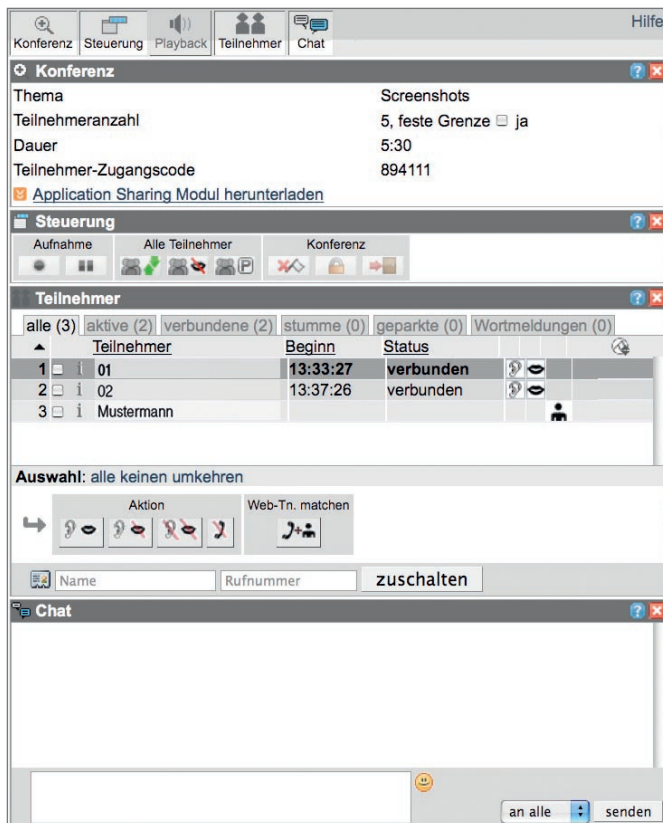 Hilfe
Konferenz Steuerung Playback Teilnehmer Chat
Konferenz
Thema Screenshots
Teilnehmeranzahl 5, feste Grenze ja
Dauer 5:30
Teilnehmer-Zugangscode 894111
Application Sharing Modul herunterladen
Steuerung
Aufnahme Alle Teilnehmer Konferenz
P
Teilnehmer
alle (3) aktive (2) verbundene (2) stumme (0) geparkte (0) Wortmeldungen (0)
Teilnehmer Beginn Status
1 i 01 13:33:27 verbunden
2 i 02 13:37:26 verbunden
3 i Mustermann
Auswahl: alle keinen umkehren
Aktion Web-Tn. matchen
Name Rufnummer zuschalten
Chat
an alle senden